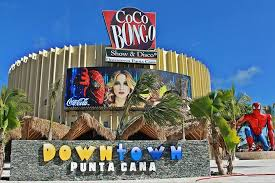 COCO
BONGO
Show & Disco
Coca-Cola
DOWNTOWN
PUNTA CANA